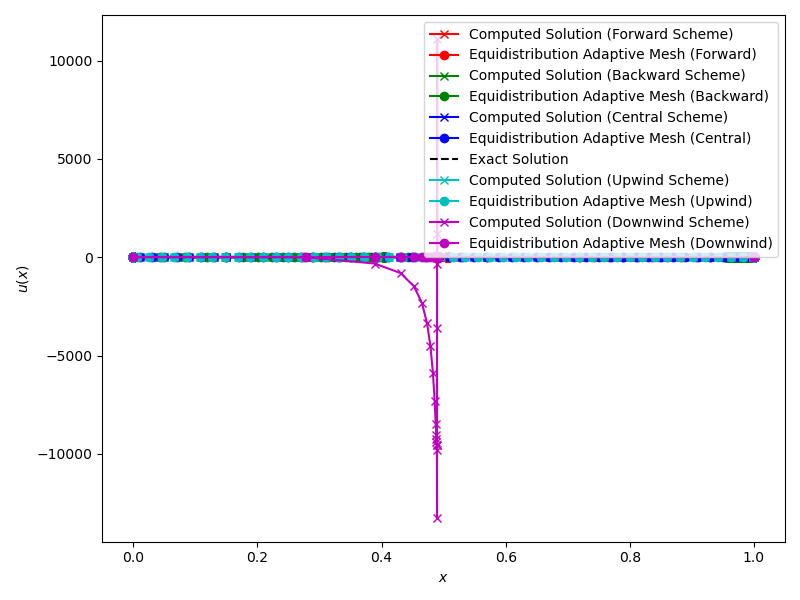 Computed Solution (Forward Scheme)
Equidistribution Adaptive Mesh (Forward)
Computed Solution (Backward Scheme)
Equidistribution Adaptive Mesh (Backward)
Computed Solution (Central Scheme)
Equidistribution Adaptive Mesh (Central)
Exact Solution
Computed Solution (Upwind Scheme)
Equidistribution Adaptive Mesh (Upwind)
Computed Solution (Downwind Scheme)
Equidistribution Adaptive Mesh (Downwind)
10000
5000
0
−5000
−10000
u(x)
0.0 0.2 0.4 0.6 0.8 1.0
x